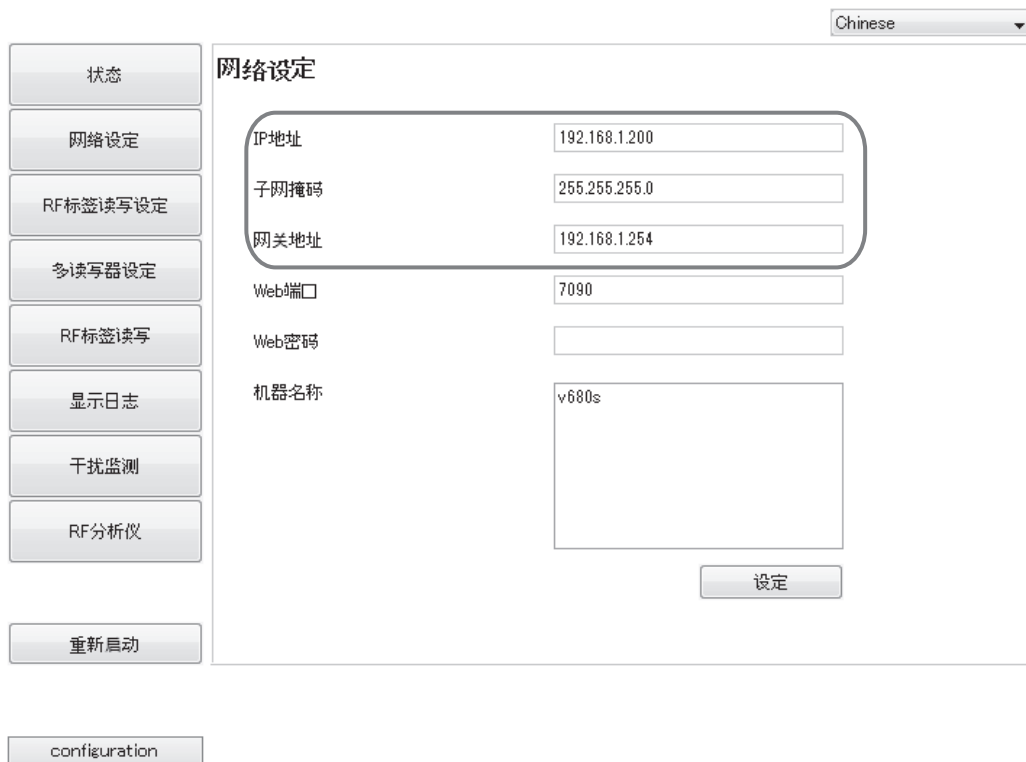 Chinese
状态
网络设定
RF标签读写设定
多读写器设定
RF标签读写
显示日志
干扰监测
RF分析仪
重新启动
configuration
网络设定
IP地址 192.168.1.200
子网掩码 255.255.255.0
网关地址 192.168.1.254
Web端口 7090
Web密码
机器名称 v680s
设定